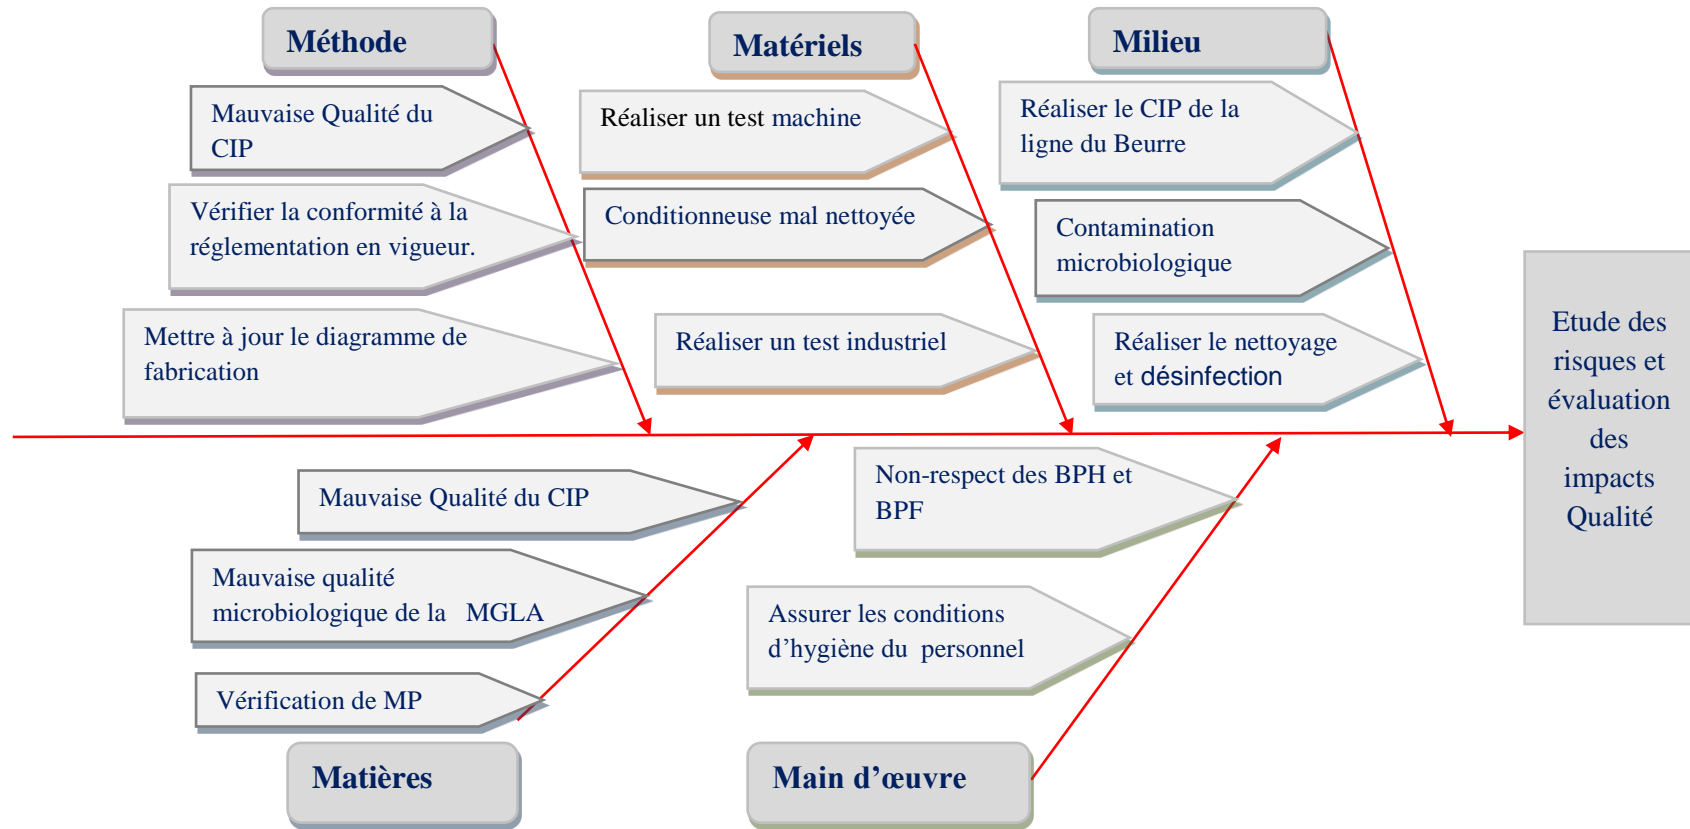 Méthode
Mauvaise Qualité du
CIP
Vérifier la conformité à la
réglementation en vigueur.
Mettre à jour le diagramme de
fabrication
Matériels
Réaliser un test machine
Conditionneuse mal nettoyée
Réaliser un test industriel
Milieu
Réaliser le CIP de la
ligne du Beurre
Contamination
microbiologique
Réaliser le nettoyage
et désinfection
Etude des
risques et
évaluation
des
impacts
Qualité
Mauvaise Qualité du CIP
Mauvaise qualité
microbiologique de la MGLA
Vérification de MP
Matières
Non-respect des BPH et
BPF
Assurer les conditions
d’hygiène du personnel
Main d’œuvre